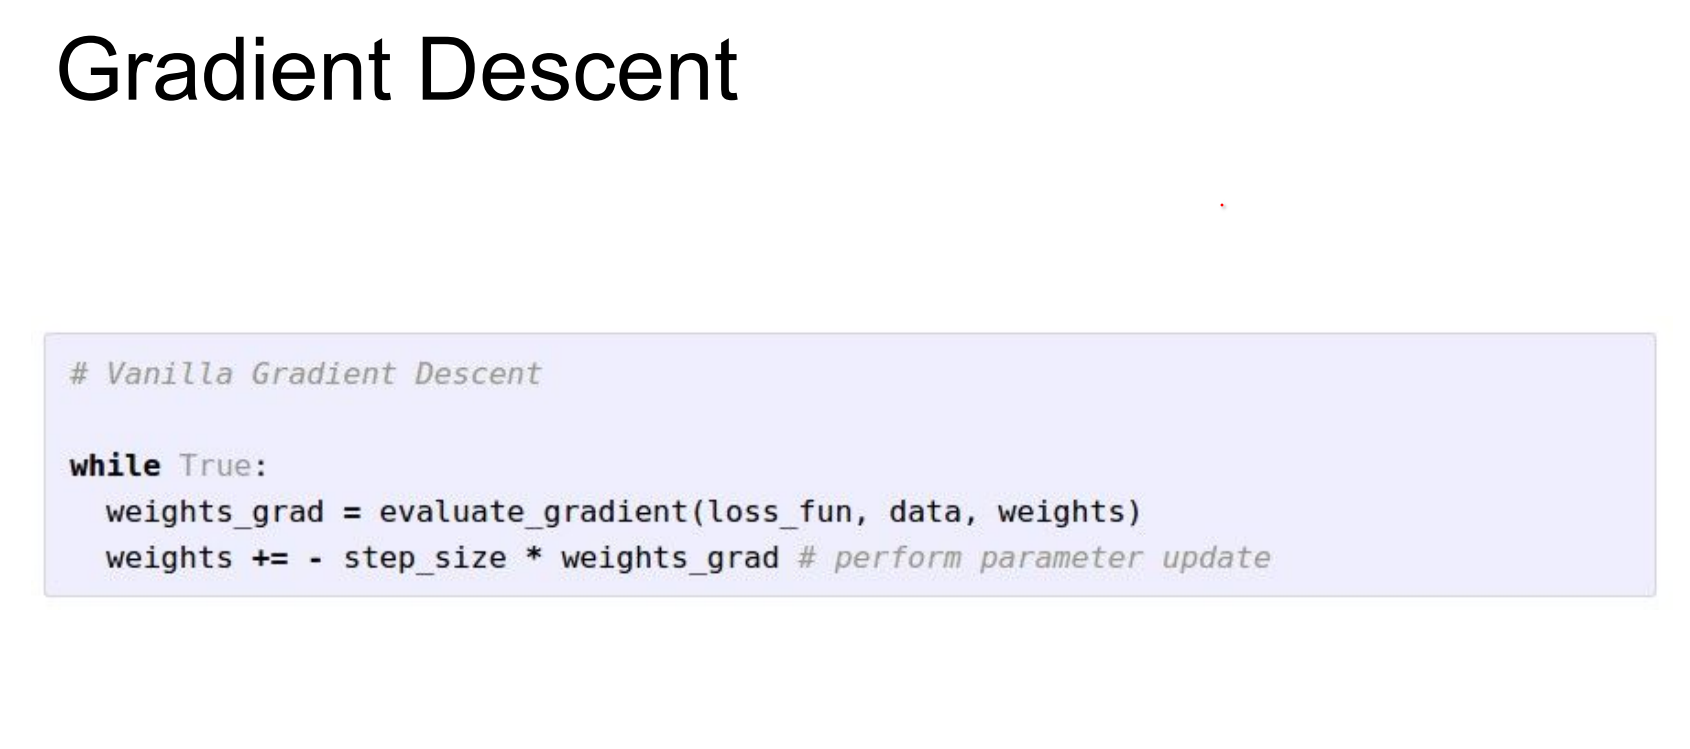 Gradient Descent
# Vanilla Gradient Descent
while True:
  weights_grad = evaluate_gradient(loss_fun, data, weights)
  weights += - step_size * weights_grad # perform parameter update